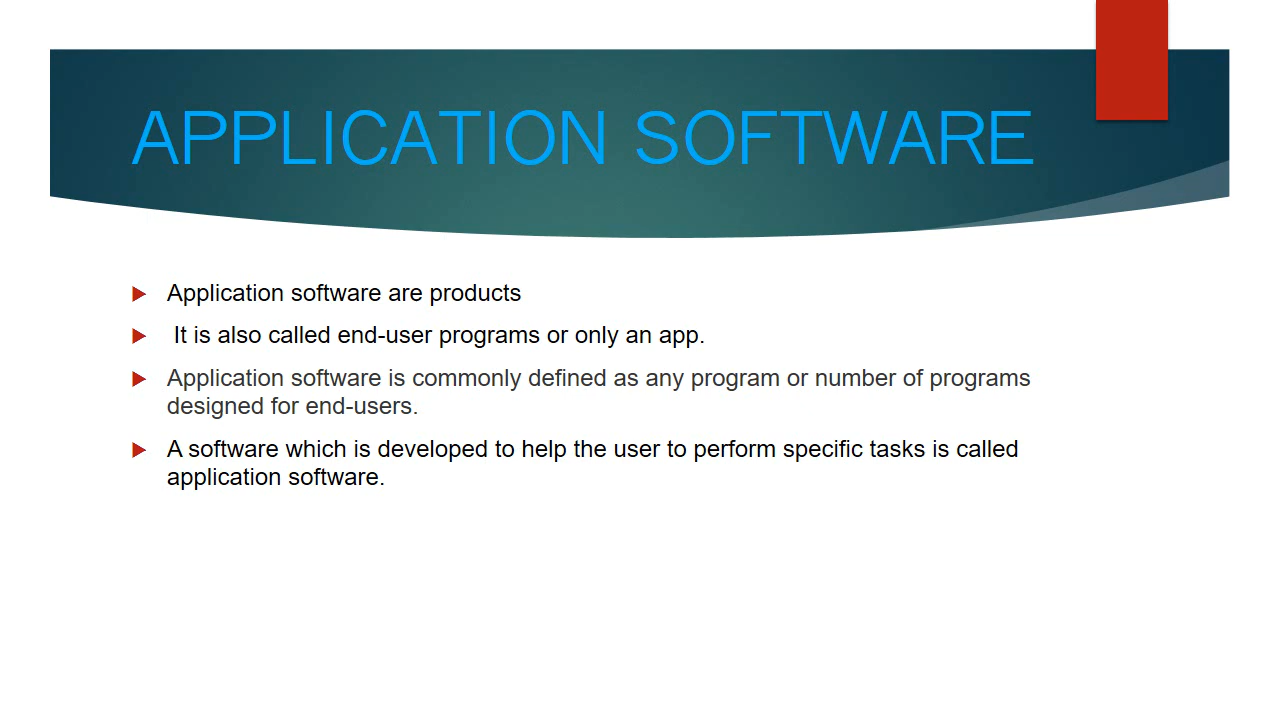 APPLICATION SOFTWARE
Application software are products
It is also called end-user programs or only an app.
Application software is commonly defined as any program or number of programs
designed for end-users.
A software which is developed to help the user to perform specific tasks is called
application software.